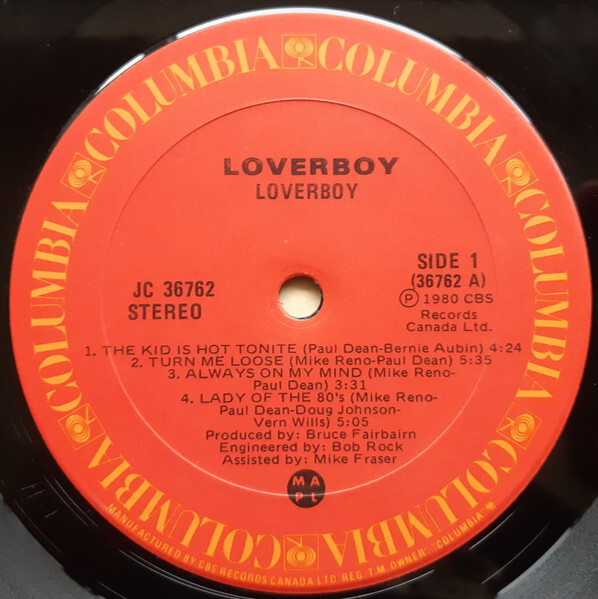 COLUMBIA COLUMBIA COLUMBIA COLUMBIA COLUMBIA COLUMBIA COLUMBIA
LOVERBOY
LOVERBOY
JC 36762
STEREO
SIDE 1
(36762 A)
Ⓟ 1980 CBS
Records
Canada Ltd.
1. THE KID IS HOT TONITE (Paul Dean-Bernie Aubin) 4:24
2. TURN ME LOOSE (Mike Reno-Paul Dean) 5:35
3. ALWAYS ON MY MIND (Mike Reno-
Paul Dean) 3:31
4. LADY OF THE 80's (Mike Reno-
Paul Dean-Doug Johnson-
Vern Wills) 5:05
Produced by: Bruce Fairbairn
Engineered by: Bob Rock
Assisted by: Mike Fraser
M A
P L
MANUFACTURED BY CBS RECORDS CANADA LTD. REG. T.M. OWNER "COLUMBIA"